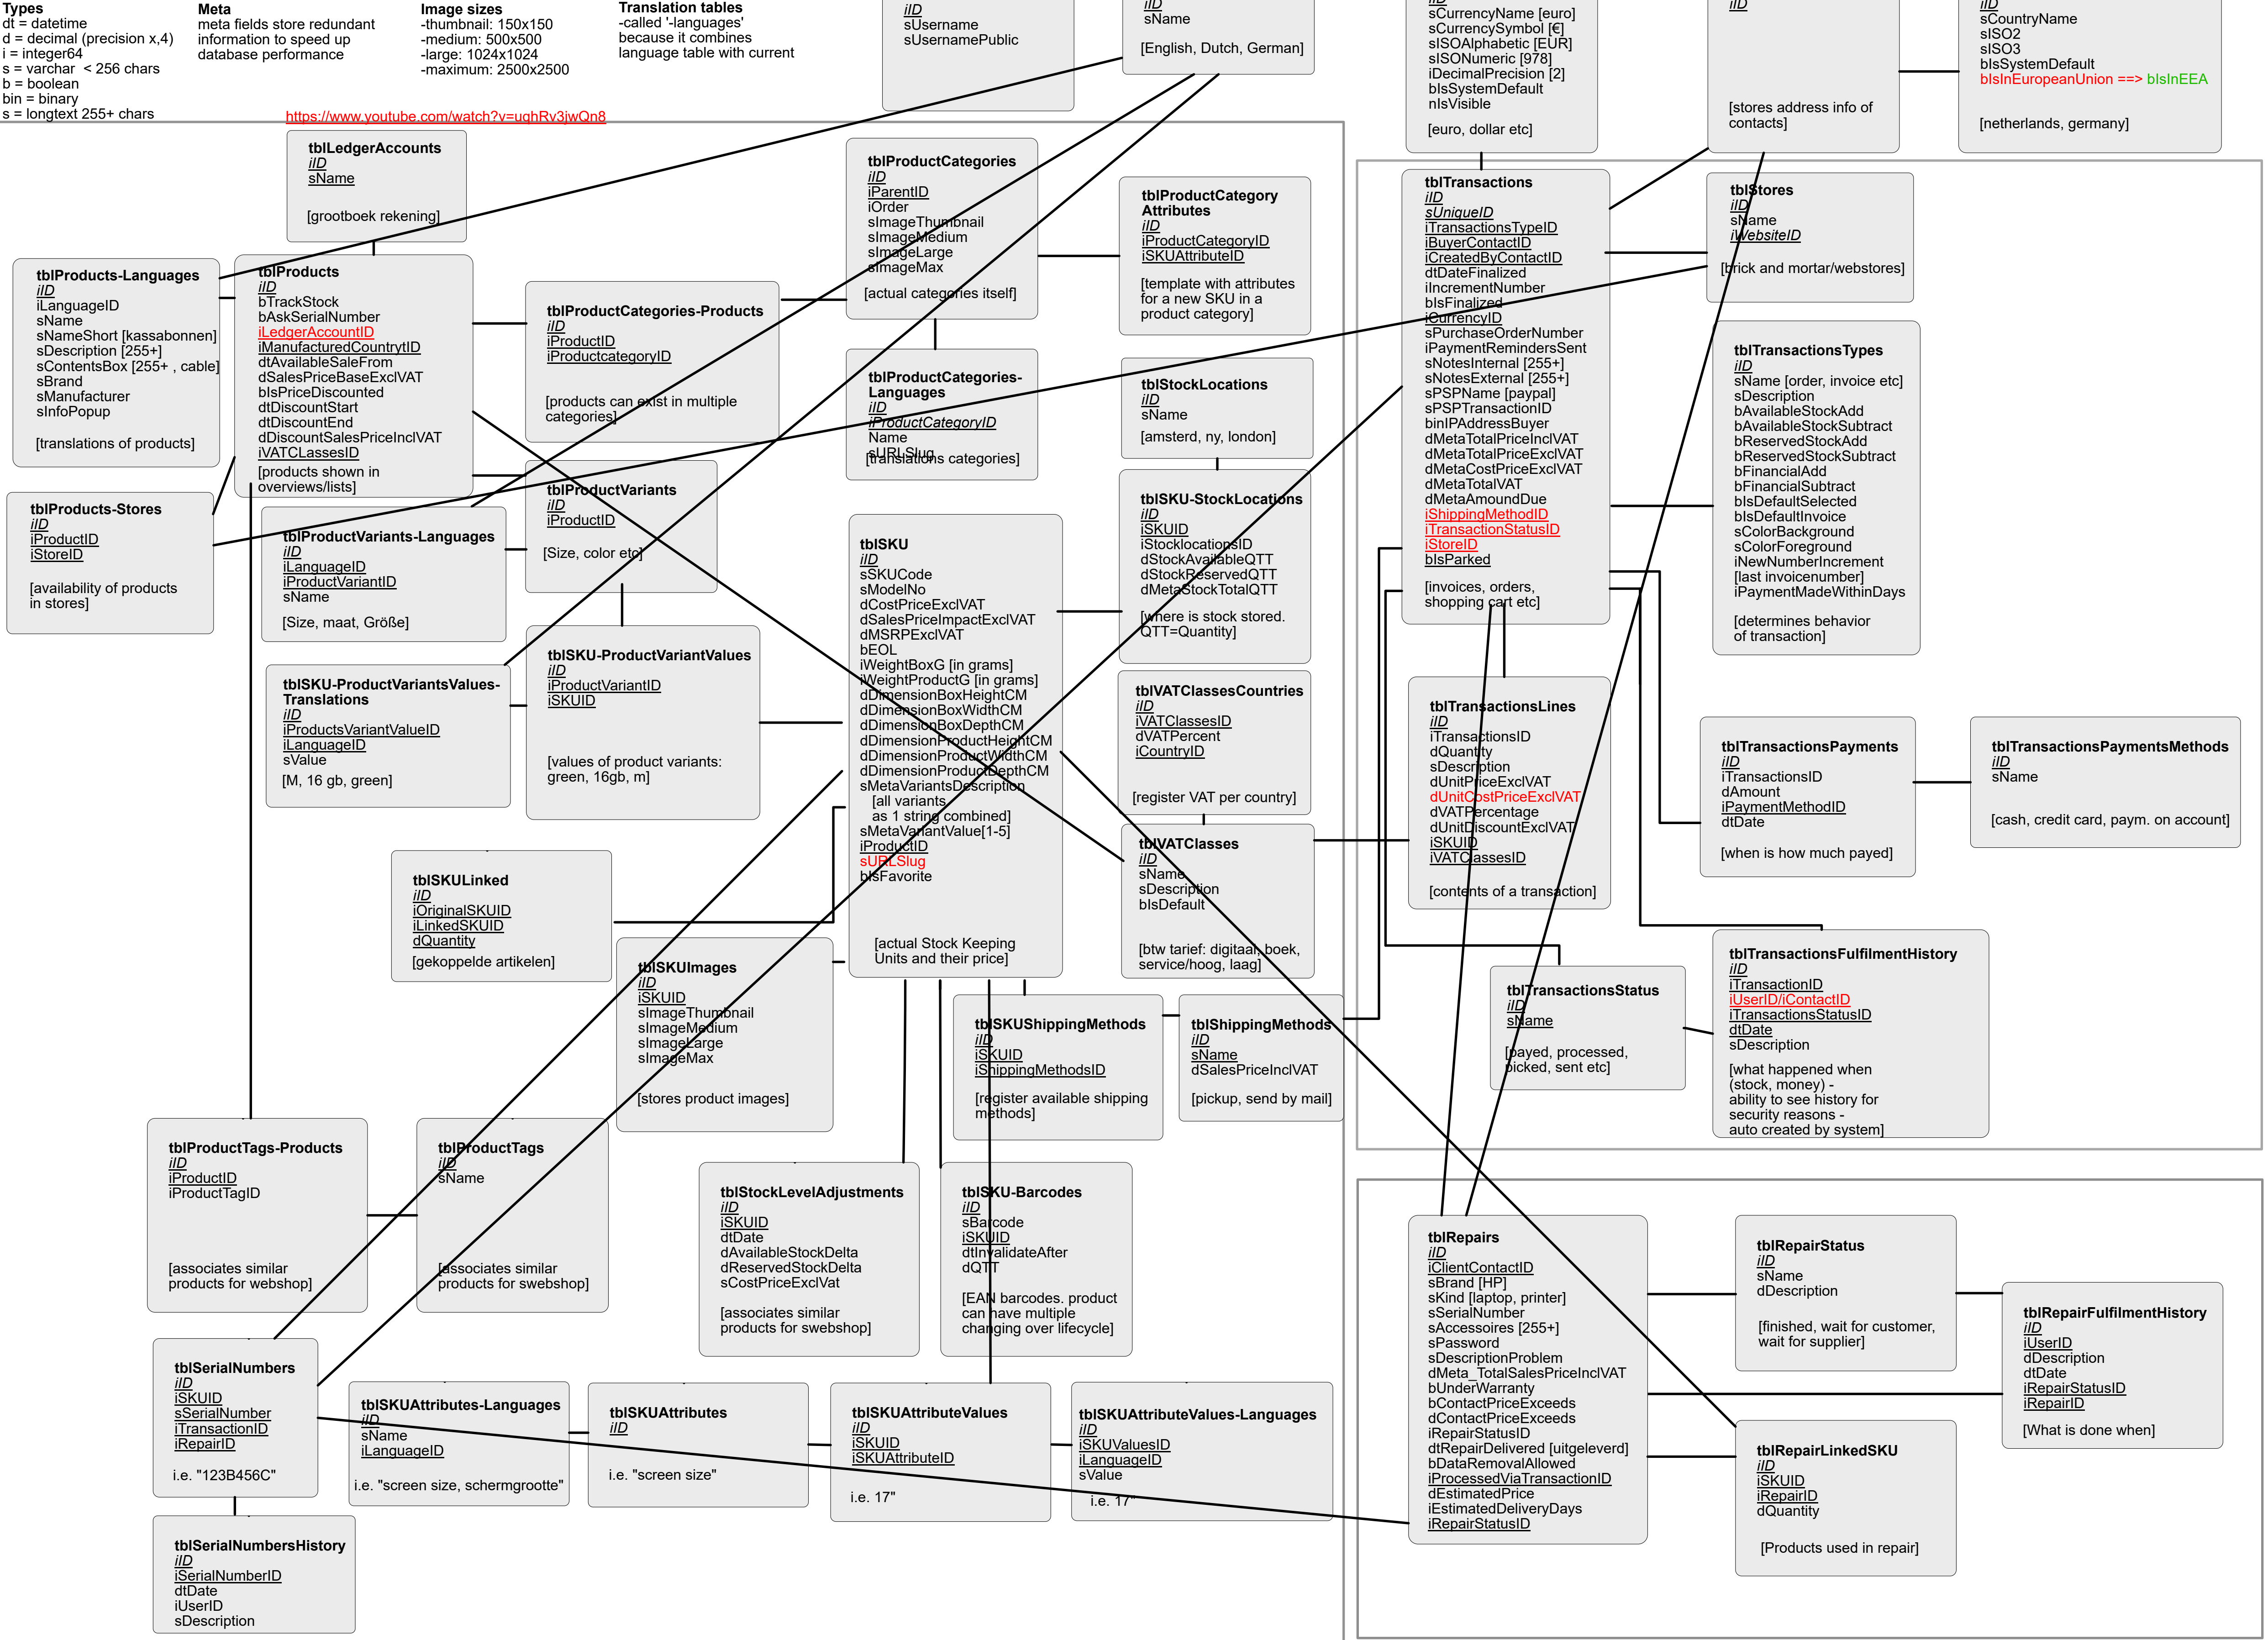 Types
dt = datetime
d = decimal (precision x,4)
i = integer64
s = varchar < 256 chars
b = boolean
bin = binary
s = longtext 255+ chars
Meta
meta fields store redundant
information to speed up
database performance
Image sizes
-thumbnail: 150x150
-medium: 500x500
-large: 1024x1024
-maximum: 2500x2500
Translation tables
-called '-languages'
because it combines
language table with current
https://www.youtube.com/watch?v=uqhRv3jwQn8
iID
sUsername
sUsernamePublic
iID
sName
[English, Dutch, German]
iID
sCurrencyName [euro]
sCurrencySymbol [€]
sISOAlphabetic [EUR]
sISONumeric [978]
iDecimalPrecision [2]
bIsSystemDefault
nIsVisible
[euro, dollar etc]
iID
[stores address info of
contacts]
iID
sCountryName
sISO2
sISO3
bIsSystemDefault
bIsInEuropeanUnion ==> bIsInEEA
[netherlands, germany]
tblLedgerAccounts
iID
sName
[grootboek rekening]
tblProductCategories
iID
iParentID
iOrder
sImageThumbnail
sImageMedium
sImageLarge
sImageMax
[actual categories itself]
tblProductCategory
Attributes
iID
iProductCategoryID
iSKUAttributeID
[template with attributes
for a new SKU in a
product category]
tblTransactions
iID
sUniqueID
iTransactionsTypeID
iBuyerContactID
iCreatedByContactID
dtDateFinalized
iIncrementNumber
bIsFinalized
iCurrencyID
sPurchaseOrderNumber
iPaymentRemindersSent
sNotesInternal [255+]
sNotesExternal [255+]
sPSPName [paypal]
sPSPTransactionID
binIPAddressBuyer
dMetaTotalPriceInclVAT
dMetaTotalPriceExclVAT
dMetaCostPriceExclVAT
dMetaTotalVAT
dMetaAmoundDue
iShippingMethodID
iTransactionStatusID
iStoreID
bIsParked
[invoices, orders,
shopping cart etc]
tblStores
iID
sName
iWebsiteID
[brick and mortar/webstores]
tblProducts-Languages
iID
iLanguageID
sName
sNameShort [kassabonnen]
sDescription [255+]
sContentsBox [255+ , cable]
sBrand
sManufacturer
sInfoPopup
[translations of products]
tblProducts
iID
bTrackStock
bAskSerialNumber
iLedgerAccountID
iManufacturedCountrytID
dtAvailableSaleFrom
dSalesPriceBaseExclVAT
bIsPriceDiscounted
dtDiscountStart
dtDiscountEnd
dDiscountSalesPriceInclVAT
iVATCLassesID
[products shown in
overviews/lists]
tblProductCategories-Products
iID
iProductID
iProductcategoryID
[products can exist in multiple
categories]
tblProductCategories-
Languages
iID
iProductCategoryID
Name
sURLSlug
[translations categories]
tblStockLocations
iID
sName
[amsterd, ny, london]
tblTransactionsTypes
iID
sName [order, invoice etc]
sDescription
bAvailableStockAdd
bAvailableStockSubtract
bReservedStockAdd
bReservedStockSubtract
bFinancialAdd
bFinancialSubtract
bIsDefaultSelected
bIsDefaultInvoice
sColorBackground
sColorForeground
iNewNumberIncrement
[last invoicenumber]
iPaymentMadeWithinDays
[determines behavior
of transaction]
tblProducts-Stores
iID
iProductID
iStoreID
[availability of products
in stores]
tblProductVariants-Languages
iID
iLanguageID
iProductVariantID
sName
[Size, maat, Größe]
tblProductVariants
iID
iProductID
[Size, color etc]
tblSKU
iID
sSKUCode
sModelNo
dCostPriceExclVAT
dSalesPriceImpactExclVAT
dMSRPExclVAT
bEOL
iWeightBoxG [in grams]
iWeightProductG [in grams]
dDimensionBoxHeightCM
dDimensionBoxWidthCM
dDimensionBoxDepthCM
dDimensionProductHeightCM
dDimensionProductWidthCM
dDimensionProductDepthCM
sMetaVariantsDescription
[all variants
as 1 string combined]
sMetaVariantValue[1-5]
iProductID
sURLSlug
bIsFavorite
[actual Stock Keeping
Units and their price]
tblSKU-StockLocations
iID
iSKUID
iStocklocationsID
dStockAvailableQTT
dStockReservedQTT
dMetaStockTotalQTT
[where is stock stored.
QTT=Quantity]
tblSKU-ProductVariantsValues-
Translations
iID
iProductsVariantValueID
iLanguageID
sValue
[M, 16 gb, green]
tblSKU-ProductVariantValues
iID
iProductVariantID
iSKUID
[values of product variants:
green, 16gb, m]
tblVATClassesCountries
iID
iVATClassesID
dVATPercent
iCountryID
[register VAT per country]
tblTransactionsLines
iID
iTransactionsID
dQuantity
sDescription
dUnitPriceExclVAT
dUnitCostPriceExclVAT
dVATPercentage
dUnitDiscountExclVAT
iSKUID
iVATClassesID
[contents of a transaction]
tblTransactionsPayments
iID
iTransactionsID
dAmount
iPaymentMethodID
dtDate
[when is how much payed]
tblTransactionsPaymentsMethods
iID
sName
[cash, credit card, paym. on account]
tblVATClasses
iID
sName
sDescription
bIsDefault
[btw tarief: digitaal, boek,
service/hoog, laag]
tblSKULinked
iID
iOriginalSKUID
iLinkedSKUID
dQuantity
[gekoppelde artikelen]
tblSKUImages
iID
iSKUID
sImageThumbnail
sImageMedium
sImageLarge
sImageMax
[stores product images]
tblSKUShippingMethods
iID
iSKUID
iShippingMethodsID
[register available shipping
methods]
tblShippingMethods
iID
sName
dSalesPriceInclVAT
[pickup, send by mail]
tblTransactionsStatus
iID
sName
[payed, processed,
picked, sent etc]
tblTransactionsFulfilmentHistory
iID
iTransactionID
iUserID/iContactID
iTransactionsStatusID
dtDate
sDescription
[what happened when
(stock, money) -
ability to see history for
security reasons -
auto created by system]
tblProductTags-Products
iID
iProductID
iProductTagID
[associates similar
products for webshop]
tblProductTags
iID
sName
[associates similar
products for swebshop]
tblStockLevelAdjustments
iID
iSKUID
dtDate
dAvailableStockDelta
dReservedStockDelta
sCostPriceExclVat
[associates similar
products for swebshop]
tblSKU-Barcodes
iID
sBarcode
iSKUID
dtInvalidateAfter
dQTT
[EAN barcodes. product
can have multiple
changing over lifecycle]
tblRepairs
iID
iClientContactID
sBrand [HP]
sKind [laptop, printer]
sSerialNumber
sAccessoires [255+]
sPassword
sDescriptionProblem
dMeta_TotalSalesPriceInclVAT
bUnderWarranty
bContactPriceExceeds
dContactPriceExceeds
iRepairStatusID
dtRepairDelivered [uitgeleverd]
bDataRemovalAllowed
iProcessedViaTransactionID
dEstimatedPrice
iEstimatedDeliveryDays
iRepairStatusID
tblRepairStatus
iID
sName
dDescription
[finished, wait for customer,
wait for supplier]
tblRepairFulfilmentHistory
iID
iUserID
dDescription
dtDate
iRepairStatusID
iRepairID
[What is done when]
tblRepairLinkedSKU
iID
iSKUID
iRepairID
dQuantity
[Products used in repair]
tblSerialNumbers
iID
iSKUID
sSerialNumber
iTransactionID
iRepairID
i.e. "123B456C"
tblSKUAttributes-Languages
iID
sName
iLanguageID
i.e. "screen size, schermgrootte"
tblSKUAttributes
iID
i.e. "screen size"
tblSKUAttributeValues
iID
iSKUID
iSKUAttributeID
i.e. 17"
tblSKUAttributeValues-Languages
iID
iSKUValuesID
iLanguageID
sValue
i.e. 17"
tblSerialNumbersHistory
iID
iSerialNumberID
dtDate
iUserID
sDescription